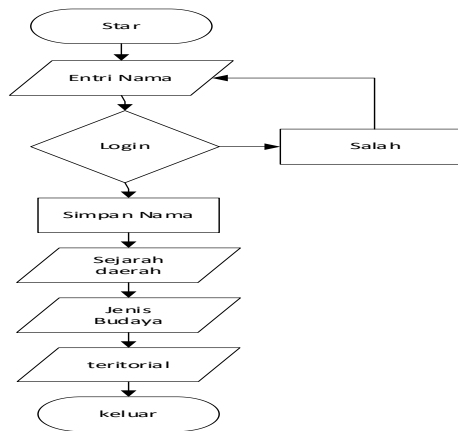 Star
Entri Nama
Login
Salah
Simpan Nama
Sejarah
daerah
Jenis
Budaya
teritorial
keluar